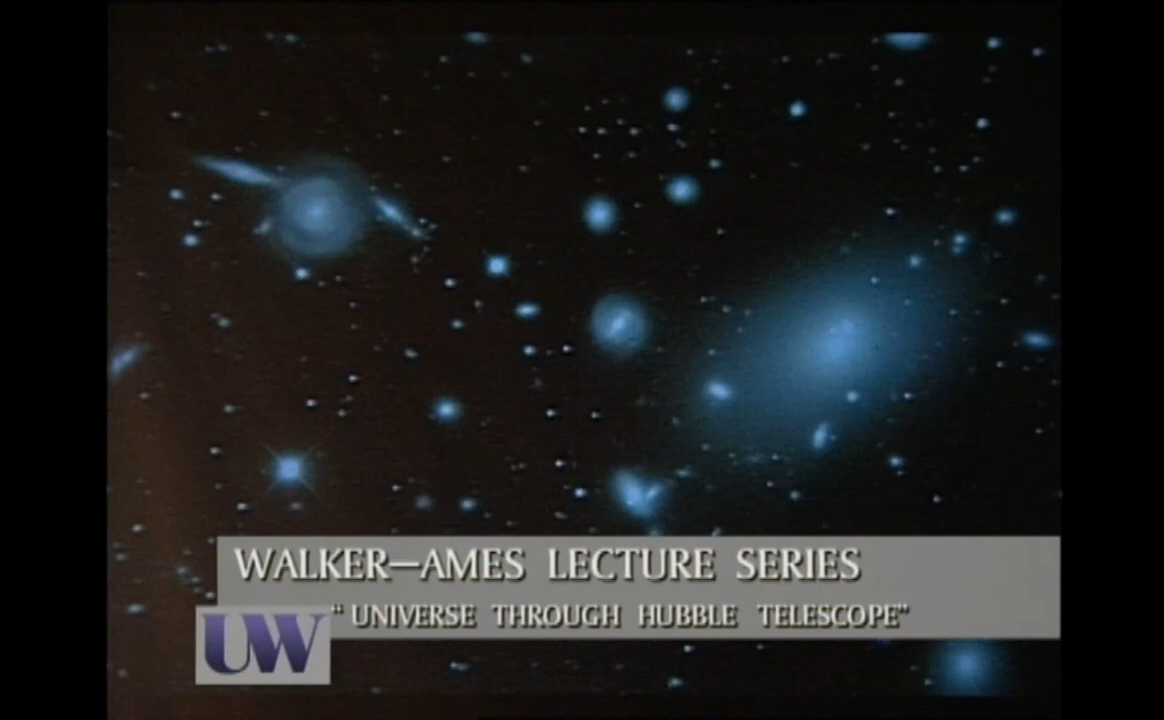 WALKER—AMES LECTURE SERIES
"UNIVERSE THROUGH HUBBLE TELESCOPE"
UW